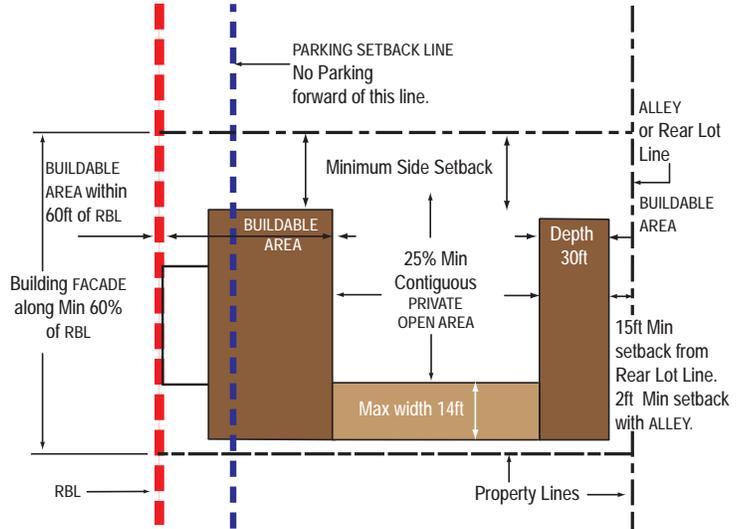 PARKING SETBACK LINE
No Parking
forward of this line.
ALLEY
or Rear Lot
Line
Minimum Side Setback
BUILDABLE
AREA within
60ft of RBL
BUILDABLE
AREA
BUILDABLE
AREA
Depth
30ft
25% Min
Contiguous
PRIVATE
OPEN AREA
Building FACADE
along Min 60%
of RBL
15ft Min
setback from
Rear Lot Line.
2ft Min setback
with ALLEY.
Max width 14ft
RBL
Property Lines